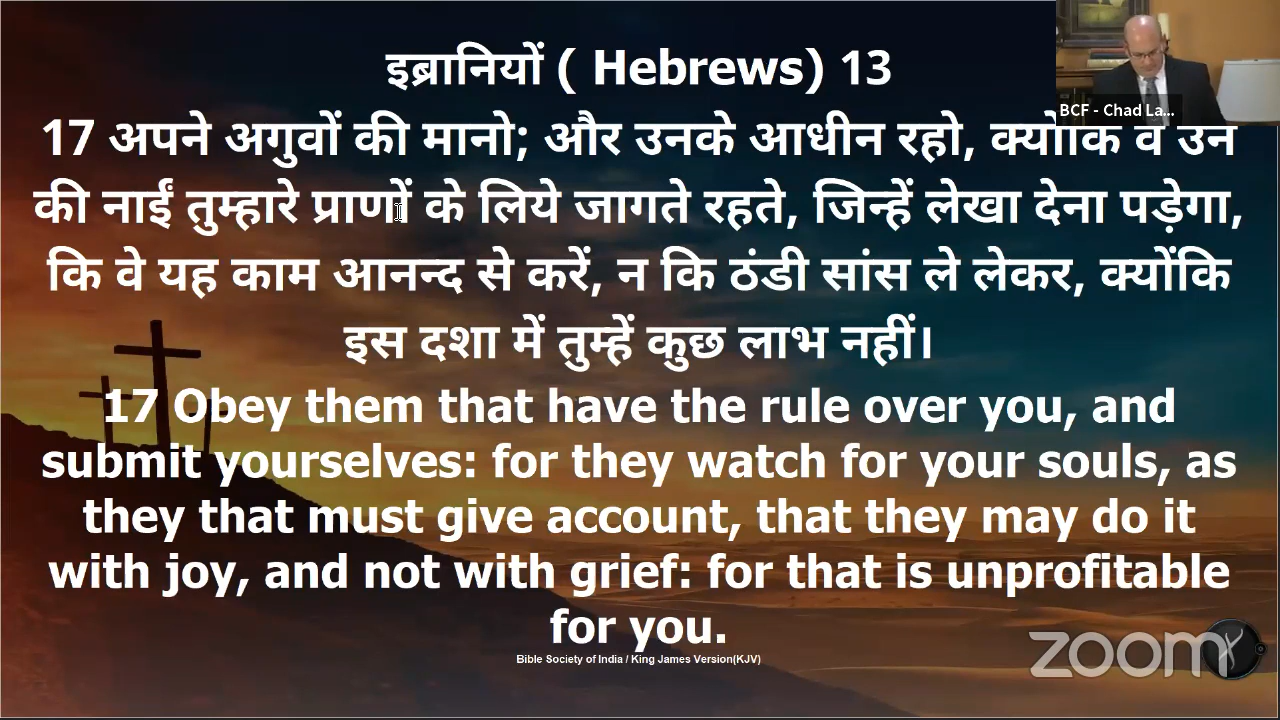 इब्रानियों ( Hebrews) 13
BCF - Chad La...
17 अपने अगुवों की मानो; और उनके आधीन रहो, क्योंकि वे उन
की नाईं तुम्हारे प्राणों के लिये जागते रहते, जिन्हें लेखा देना पड़ेगा,
कि वे यह काम आनन्द से करें, न कि ठंडी सांस ले लेकर, क्योंकि
इस दशा में तुम्हें कुछ लाभ नहीं।
17 Obey them that have the rule over you, and
submit yourselves: for they watch for your souls, as
they that must give account, that they may do it
with joy, and not with grief: for that is unprofitable
for you.
Bible Society of India / King James Version(KJV)
zoom